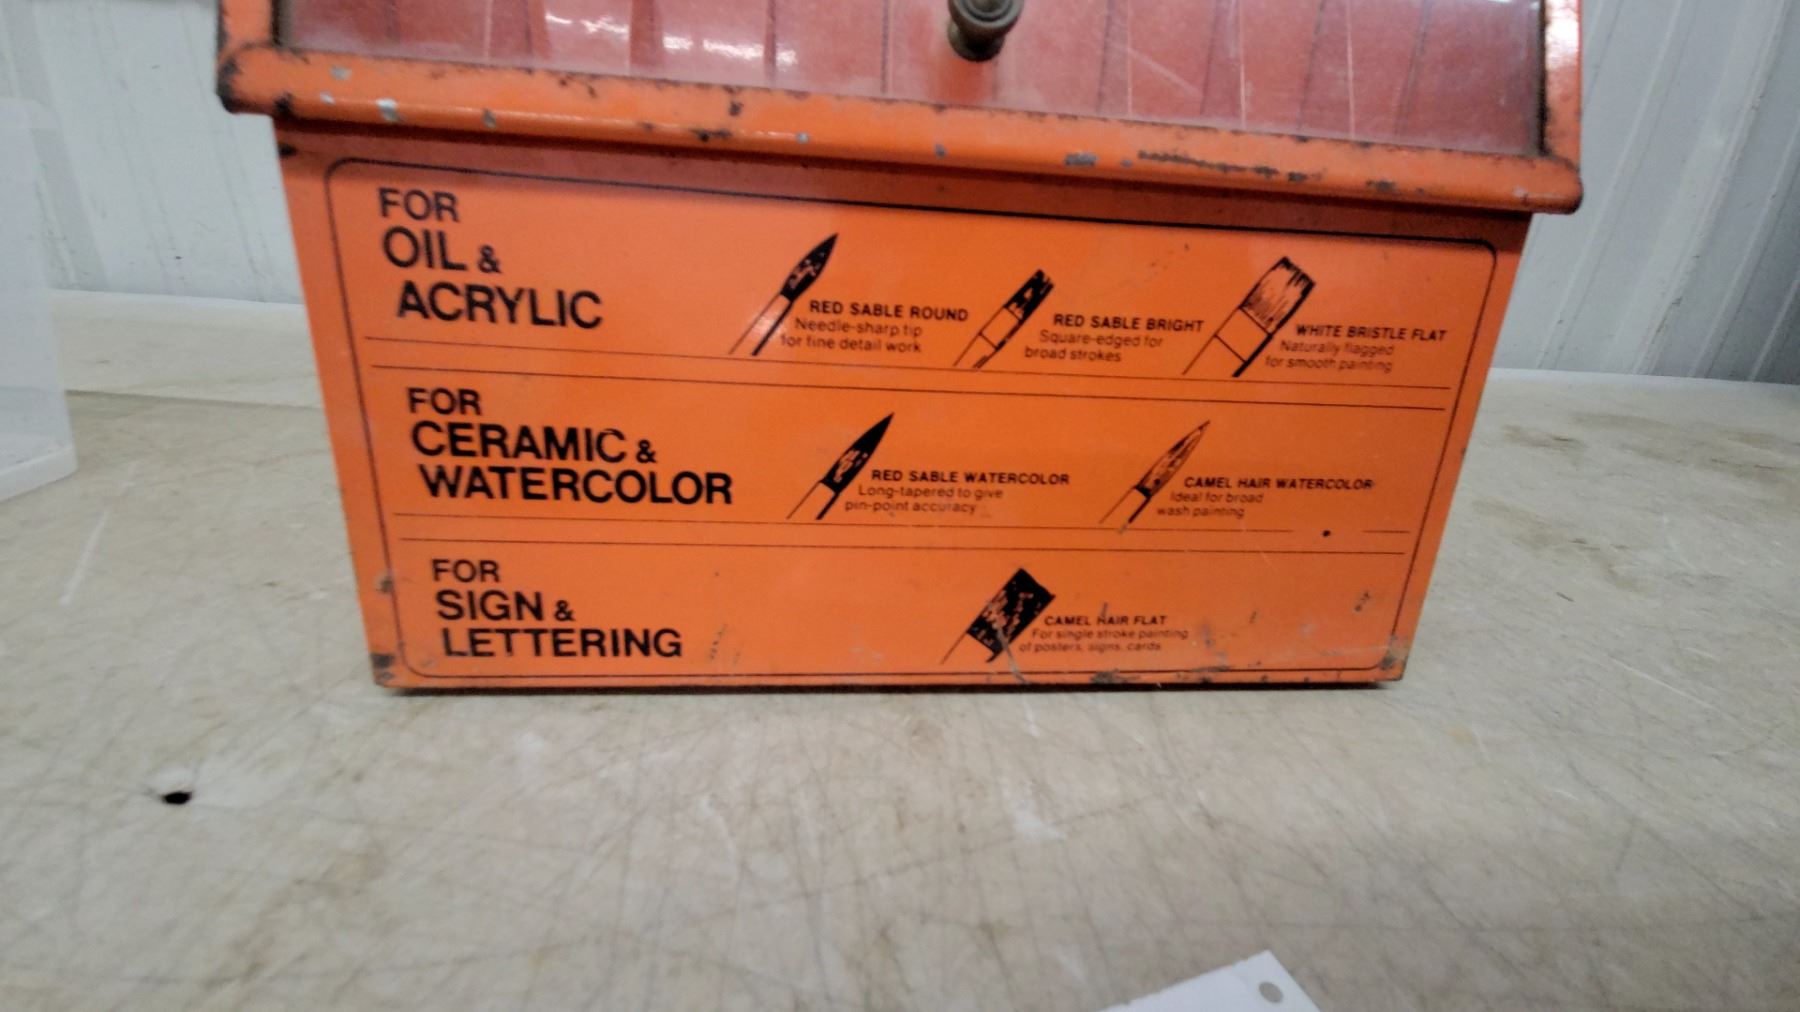 FOR
OIL &
ACRYLIC
RED SABLE ROUND
Needle-sharp tip
for fine detail work
RED SABLE BRIGHT
Square-edged for
broad strokes
WHITE BRISTLE FLAT
Naturally flagged
for smooth painting
FOR
CERAMIC &
WATERCOLOR
RED SABLE WATERCOLOR
Long-tapered to give
pin-point accuracy
CAMEL HAIR WATERCOLOR
Ideal for broad
wash painting
FOR
SIGN &
LETTERING
CAMEL HAIR FLAT
For single stroke painting
of posters, signs, cards